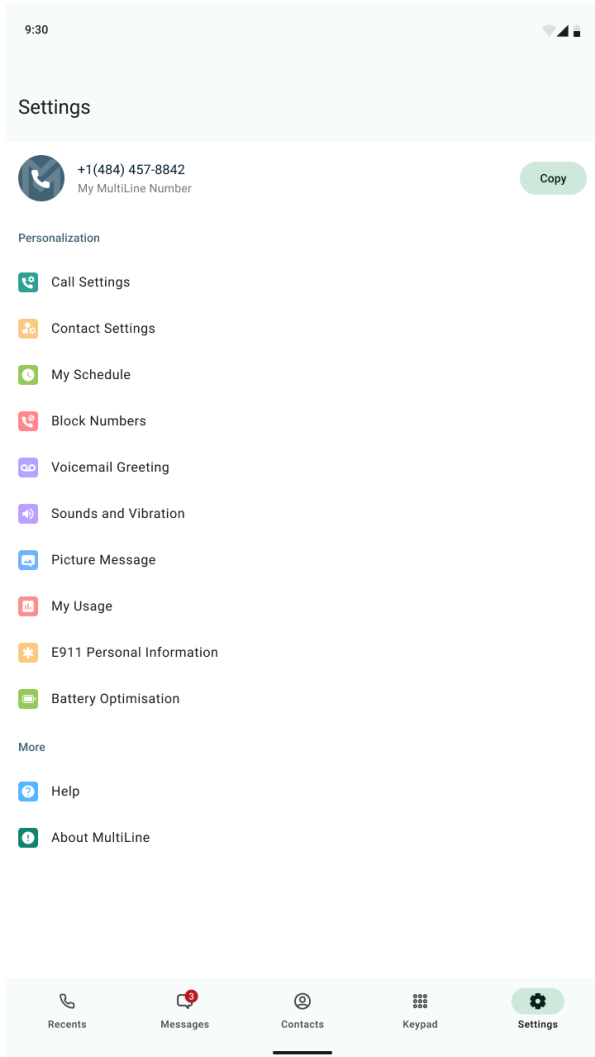 9:30
Settings
+1(484) 457-8842
My MultiLine Number
Copy
Personalization
Call Settings
Contact Settings
My Schedule
Block Numbers
Voicemail Greeting
Sounds and Vibration
Picture Message
My Usage
E911 Personal Information
Battery Optimisation
More
Help
About MultiLine
3
Recents
Messages
Contacts
Keypad
Settings